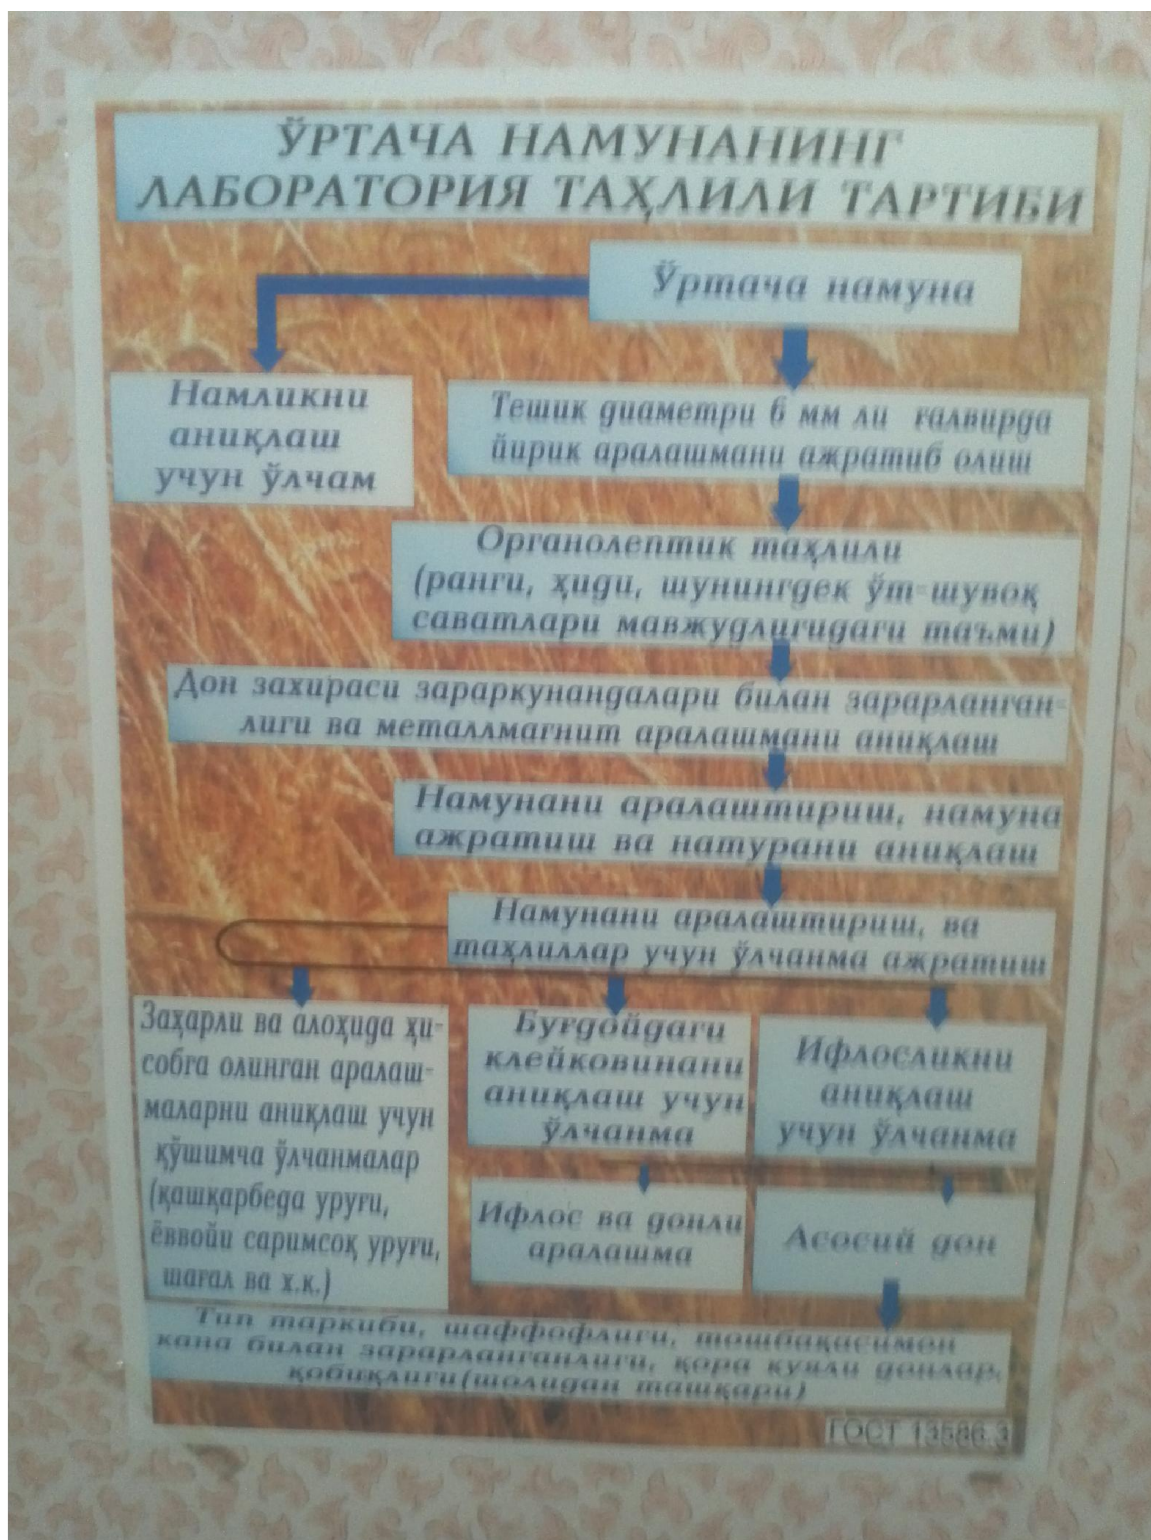 ЎРТАЧА НАМУНАНИНГ
ЛАБОРАТОРИЯ ТАҲЛИЛИ ТАРТИБИ
Ўртача намуна
Намликни
аниқлаш
учун ўлчам
Тешик диаметри 6 мм ли ғалвирда
йирик аралашмани ажратиб олиш
Органолептик таҳлили
(ранги, ҳиди, шунингдек ўт-шувоқ
саватлари мавжудлигидаги таъми)
Дон захираси зараркунандалари билан зарарланган-
лиги ва металлмагнит аралашмани аниқлаш
Намунани аралаштириш, намуна
ажратиш ва натурани аниқлаш
Намунани аралаштириш, ва
таҳлиллар учун ўлчанма ажратиш
Заҳарли ва алоҳида ҳи-
собга олинган аралаш-
маларни аниқлаш учун
қўшимча ўлчанмалар
(қашқарбеда уруғи,
ёввойи саримсоқ уруғи,
шағал ва х.к.)
Буғдойдаги
клейковинани
аниқлаш учун
ўлчанма
Ифлосликни
аниқлаш
учун ўлчанма
Ифлос ва донли
аралашма
Асосий дон
Тип таркиби, шаффофлиги, тошбақасимон
кана билан зарарланганлиги, қора куяли донлар,
қобиқлиги(шолидан ташқари)
ГОСТ 13586.3